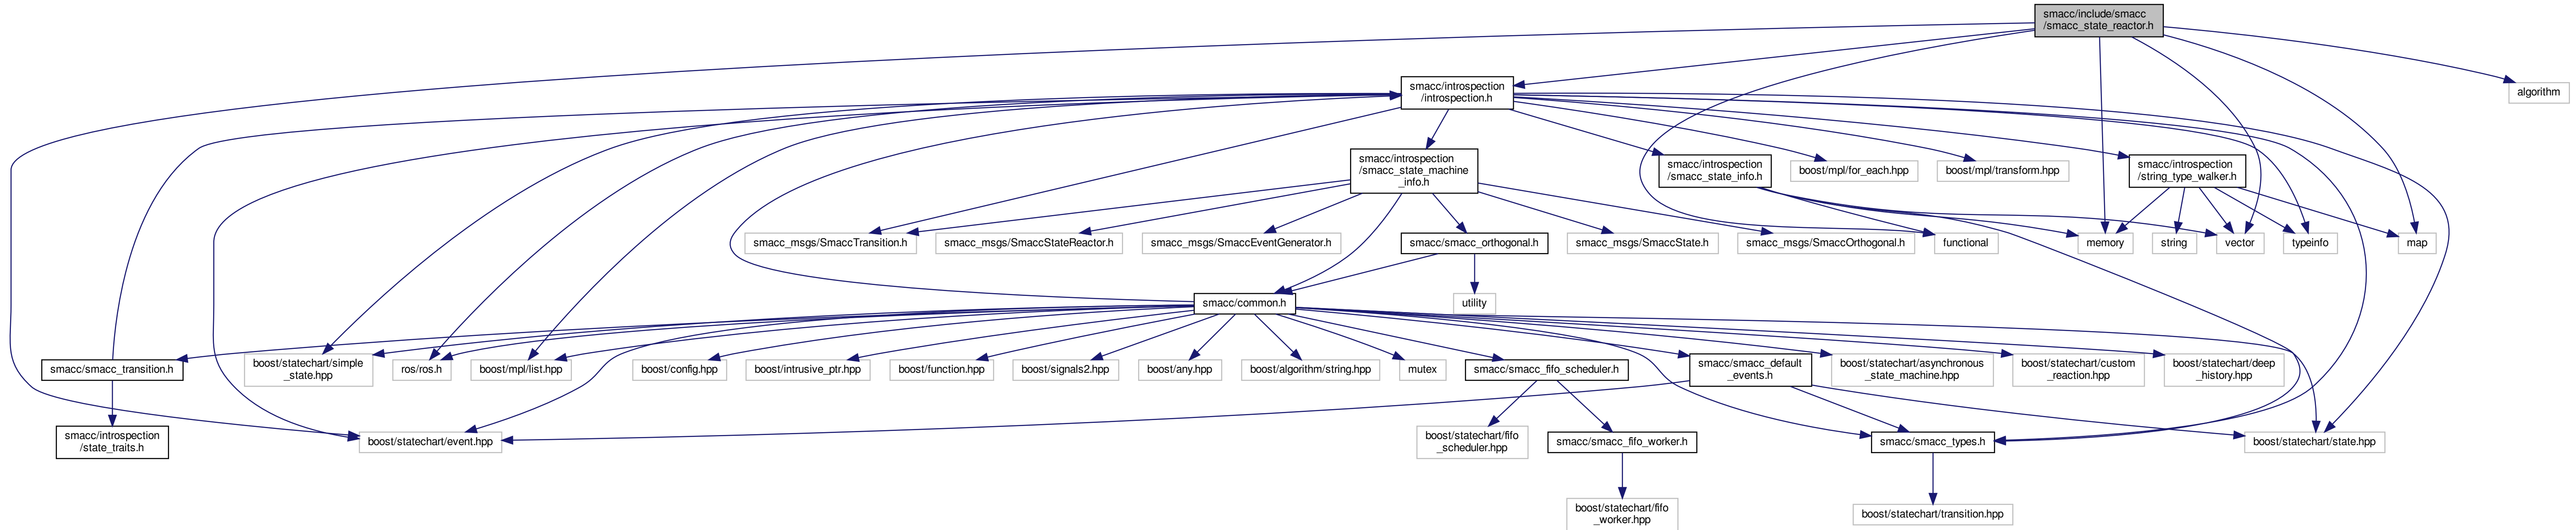 smacc/include/smacc
/smacc_state_reactor.h
algorithm
smacc/introspection
/introspection.h
smacc/introspection
/smacc_state_machine
_info.h
smacc/introspection
/smacc_state_info.h
boost/mpl/for_each.hpp
boost/mpl/transform.hpp
smacc/introspection
/string_type_walker.h
smacc_msgs/SmaccTransition.h
smacc_msgs/SmaccStateReactor.h
smacc_msgs/SmaccEventGenerator.h
smacc/smacc_orthogonal.h
smacc_msgs/SmaccState.h
smacc_msgs/SmaccOrthogonal.h
functional
memory
string
vector
typeinfo
map
smacc/common.h
utility
smacc/smacc_transition.h
boost/statechart/simple
_state.hpp
ros/ros.h
boost/mpl/list.hpp
boost/config.hpp
boost/intrusive_ptr.hpp
boost/function.hpp
boost/signals2.hpp
boost/any.hpp
boost/algorithm/string.hpp
mutex
smacc/smacc_fifo_scheduler.h
smacc/smacc_default
_events.h
boost/statechart/asynchronous
_state_machine.hpp
boost/statechart/custom
_reaction.hpp
boost/statechart/deep
_history.hpp
smacc/introspection
/state_traits.h
boost/statechart/event.hpp
boost/statechart/fifo
_scheduler.hpp
smacc/smacc_fifo_worker.h
smacc/smacc_types.h
boost/statechart/state.hpp
boost/statechart/fifo
_worker.hpp
boost/statechart/transition.hpp